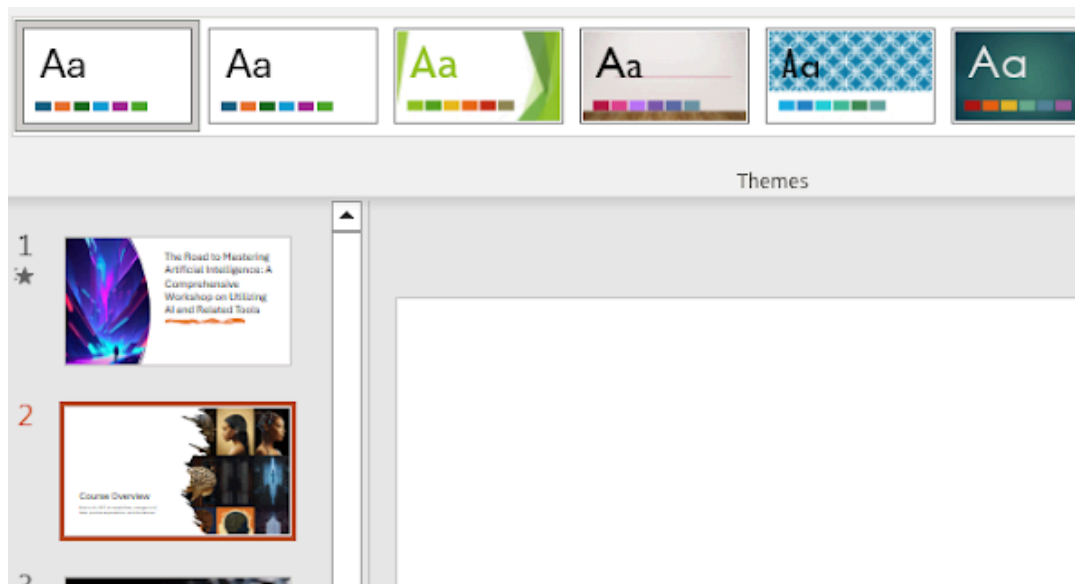 Aa
Aa
Aa
Aa
Aa
Aa
Themes
1
The Road to Mastering
Artificial Intelligence: A
Comprehensive
Workshop on Utilizing
AI and Related Tools
2
Course Overview